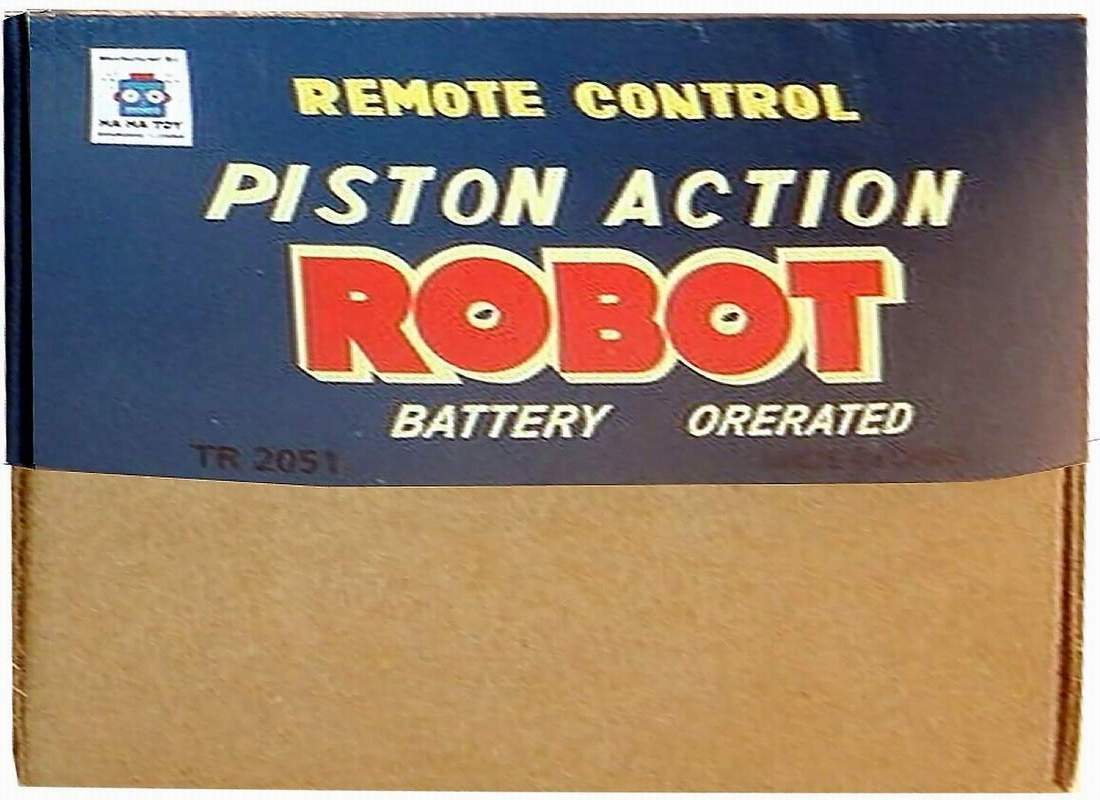 HA HA TOY
REMOTE CONTROL
PISTON ACTION
ROBOT
BATTERY ORERATED
TR 2051